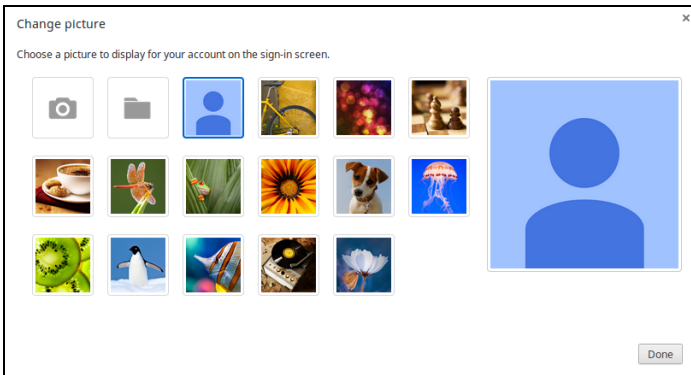 Change picture
Choose a picture to display for your account on the sign-in screen.
Done